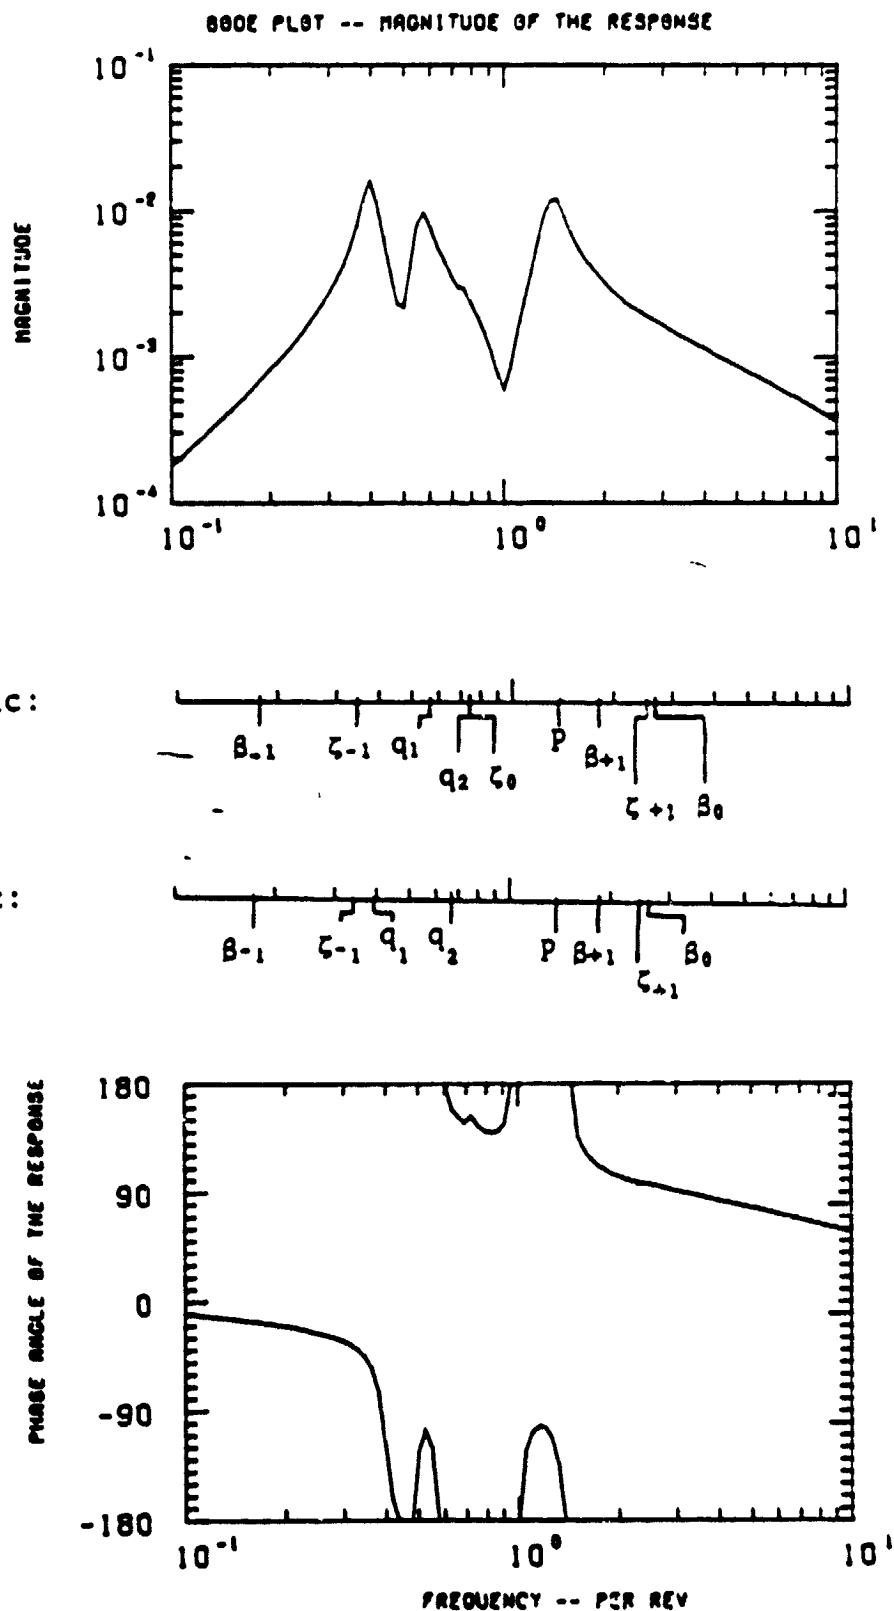 BODE PLOT -- MAGNITUDE OF THE RESPONSE
MAGNITUDE
10⁻¹
10⁻²
10⁻³
10⁻⁴
10⁻¹ 10⁰ 10¹
C:
β₋₁ ζ₋₁ q₁ q₂ ζ₀ P β₊₁ ζ₊₁ β₀
:
β₋₁ ζ₋₁ q₁ q₂ P β₊₁ ζ₊₁ β₀
PHASE ANGLE OF THE RESPONSE
180
90
0
-90
-180
10⁻¹ 10⁰ 10¹
FREQUENCY -- PER REV